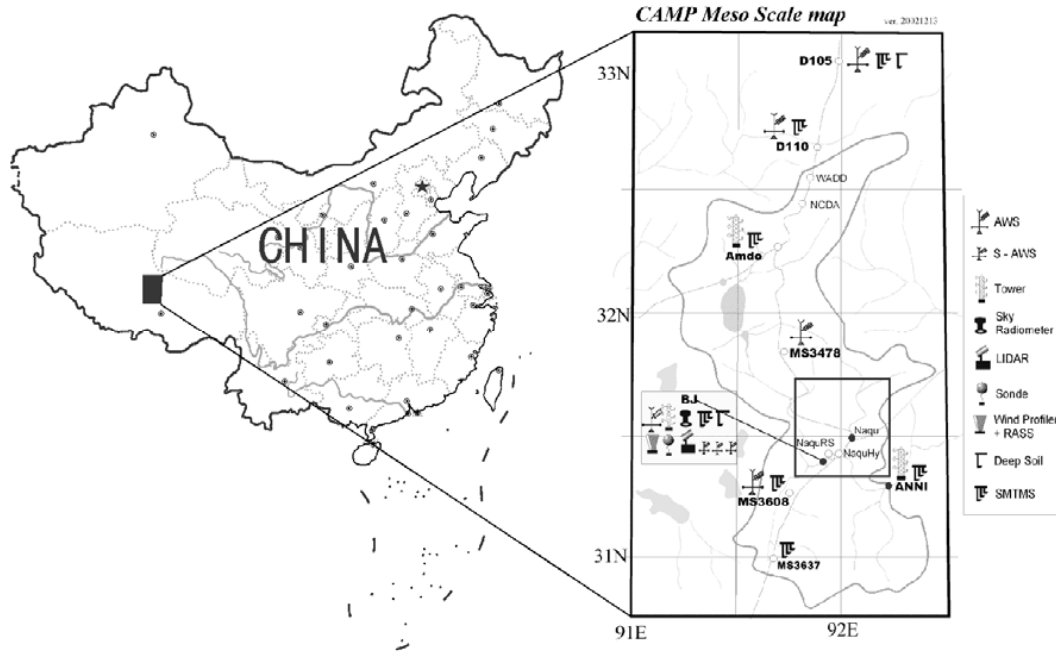 CAMP Meso Scale map
ver. 20021213
CHINA
33N
32N
31N
91E
92E
D105
D110
WADD
NCDA
Amdo
MS3478
BJ
Naqu
NaquRS
NaquHy
ANNI
MS3608
MS3637
AWS
S - AWS
Tower
Sky
Radiometer
LIDAR
Sonde
Wind Profiler
+ RASS
Deep Soil
SMTMS